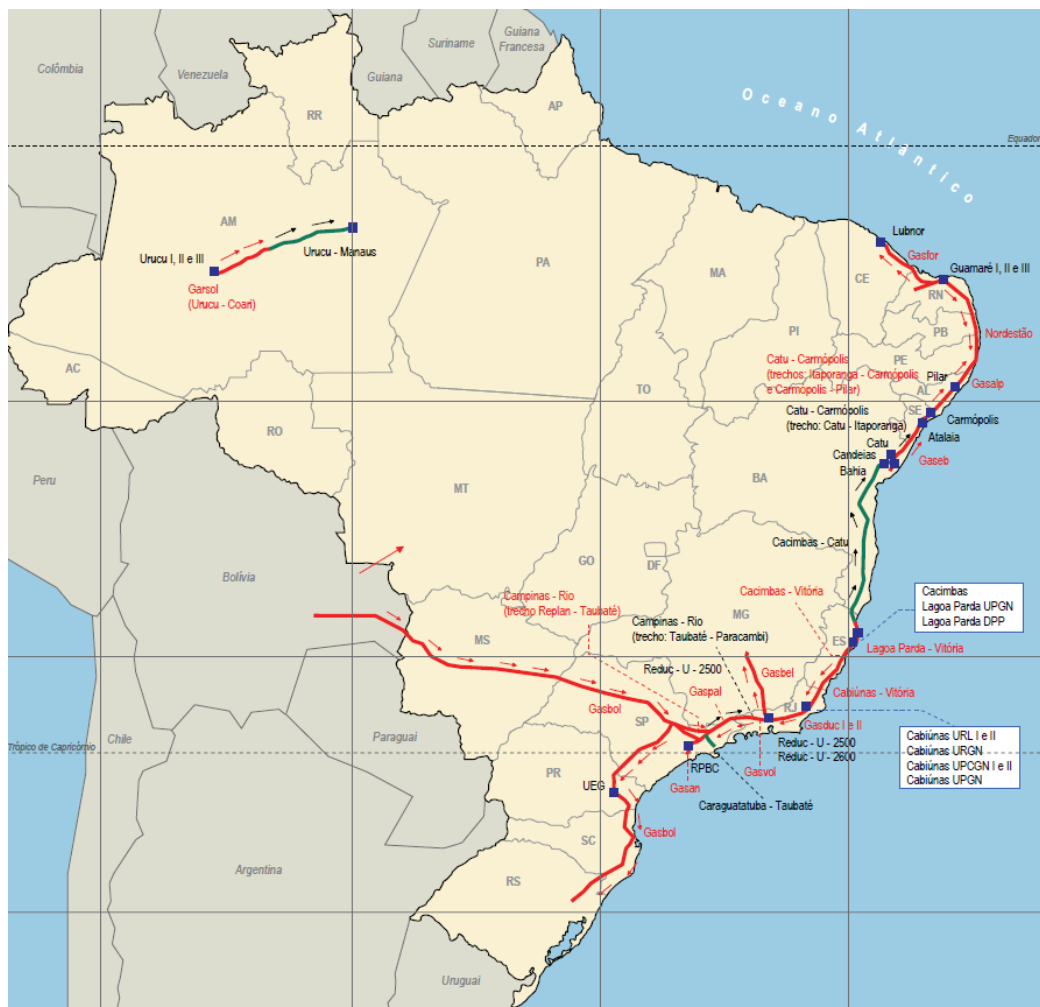 Guiana
Francesa
Suriname
Colômbia
Venezuela
Guiana
RR
AP
Oceano Atlântico
Equador
AM
Lubnor
Urucu I, II e III
Urucu - Manaus
Gasfor
Guamaré I, II e III
PA
MA
CE
RN
Garsol
(Urucu - Coari)
PI
PB
Nordestão
Catu - Carmópolis
(trechos: Itaporanga - Carmópolis
e Carmópolis - Pilar)
PE
AC
TO
Pilar
AL
Gasalp
Catu - Carmópolis
(trecho: Catu - Itaporanga)
SE
Carmópolis
Atalaia
RO
Catu
Candeias
Bahia
Gaseb
Peru
MT
BA
Cacimbas - Catu
Bolívia
GO
DF
Campinas - Rio
(trecho Replan - Taubaté)
Cacimbas - Vitória
Cacimbas
Lagoa Parda UPGN
Lagoa Parda DPP
MG
Campinas - Rio
(trecho: Taubaté - Paracambi)
MS
ES
Lagoa Parda - Vitória
Reduc - U - 2500
Gasbel
Gaspal
Cabiúnas - Vitória
Gasbol
SP
RJ
Gasduc I e II
Trópico de Capricórnio
Chile
Paraguai
Reduc - U - 2500
Reduc - U - 2600
Cabiúnas URL I e II
Cabiúnas URGN
Cabiúnas UPCGN I e II
Cabiúnas UPGN
RPBC
PR
UEG
Gasan
Gasvol
Caraguatatuba - Taubaté
Gasbol
SC
Argentina
RS
Uruguai